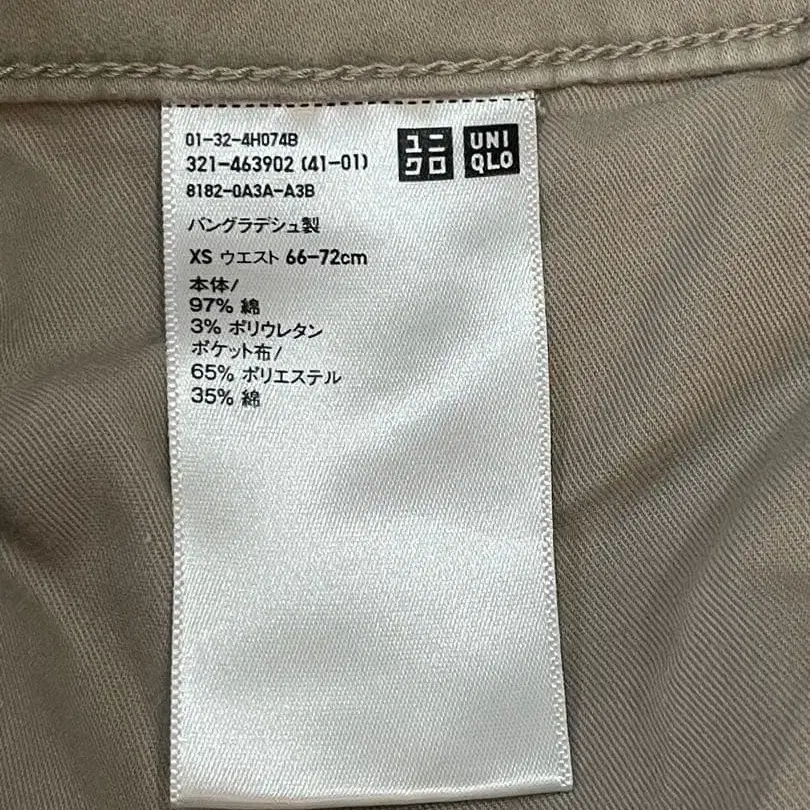 01-32-4H074B
321-463902 (41-01)
8182-0A3A-A3B
ユニ
クロ
UNI
QLO
バングラデシュ製
XS ウエスト 66-72cm
本体/
97% 綿
3% ポリウレタン
ポケット布/
65% ポリエステル
35% 綿